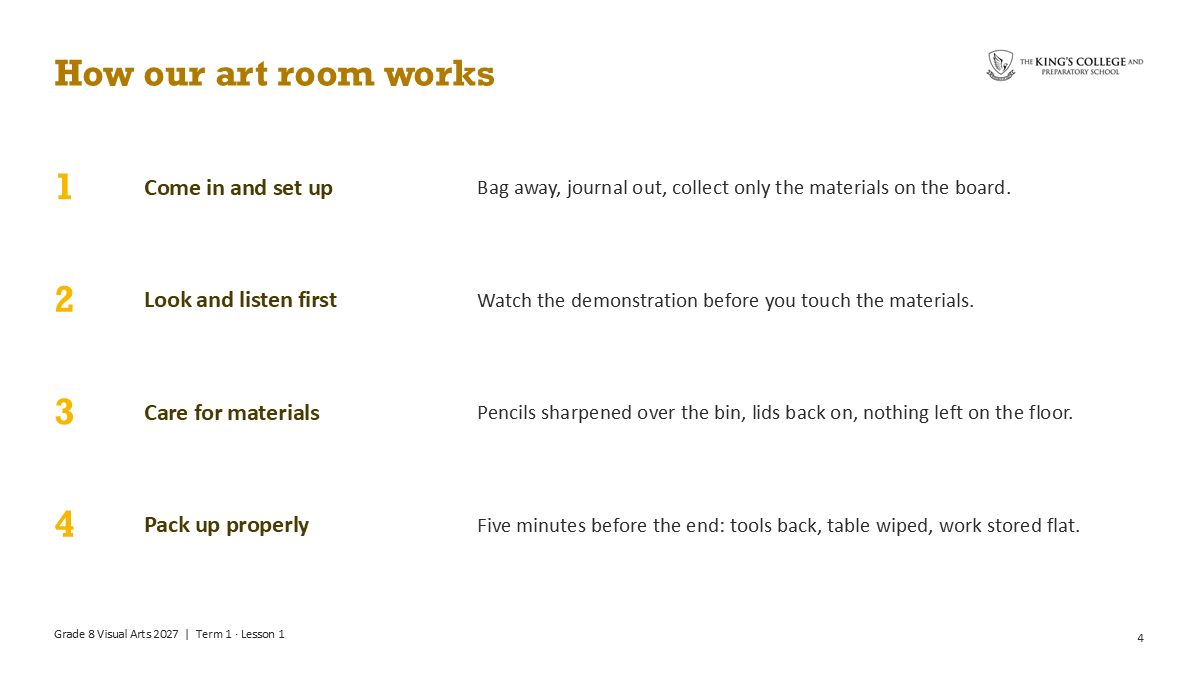 How our art room works
THE KING'S COLLEGE AND
PREPARATORY SCHOOL
1 Come in and set up Bag away, journal out, collect only the materials on the board.
2 Look and listen first Watch the demonstration before you touch the materials.
3 Care for materials Pencils sharpened over the bin, lids back on, nothing left on the floor.
4 Pack up properly Five minutes before the end: tools back, table wiped, work stored flat.
Grade 8 Visual Arts 2027 | Term 1 · Lesson 1
4